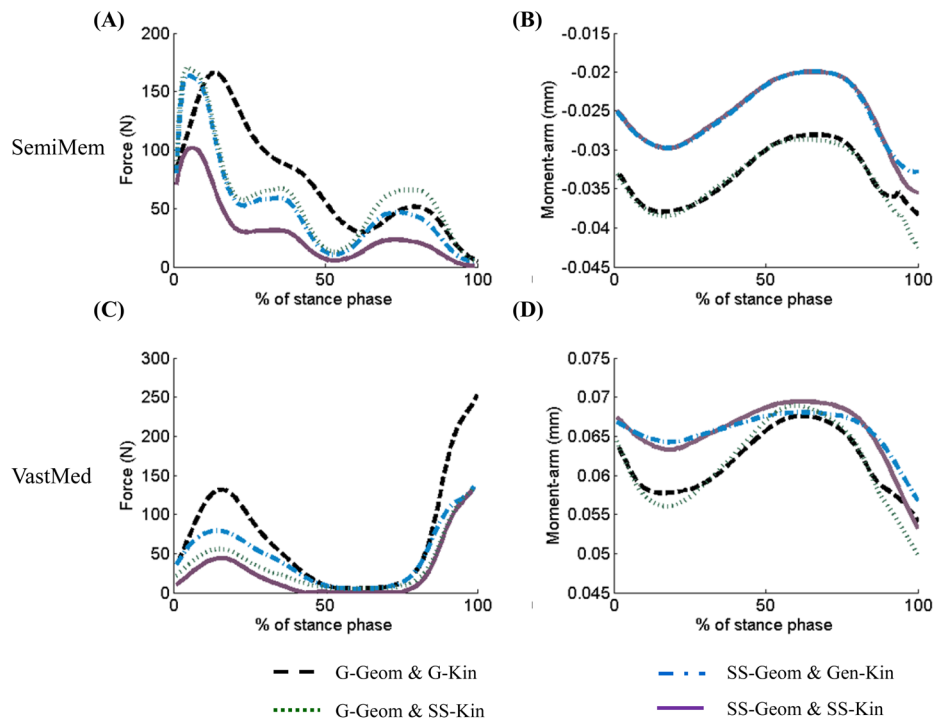 (A)
(B)
SemiMem
Force (N)
200
150
100
50
0
0
50
100
% of stance phase
Moment-arm (mm)
-0.015
-0.02
-0.025
-0.03
-0.035
-0.04
-0.045
0
50
100
% of stance phase
(C)
(D)
VastMed
Force (N)
300
250
200
150
100
50
0
0
50
100
% of stance phase
Moment-arm (mm)
0.075
0.07
0.065
0.06
0.055
0.05
0.045
0
50
100
% of stance phase
G-Geom & G-Kin
SS-Geom & Gen-Kin
G-Geom & SS-Kin
SS-Geom & SS-Kin